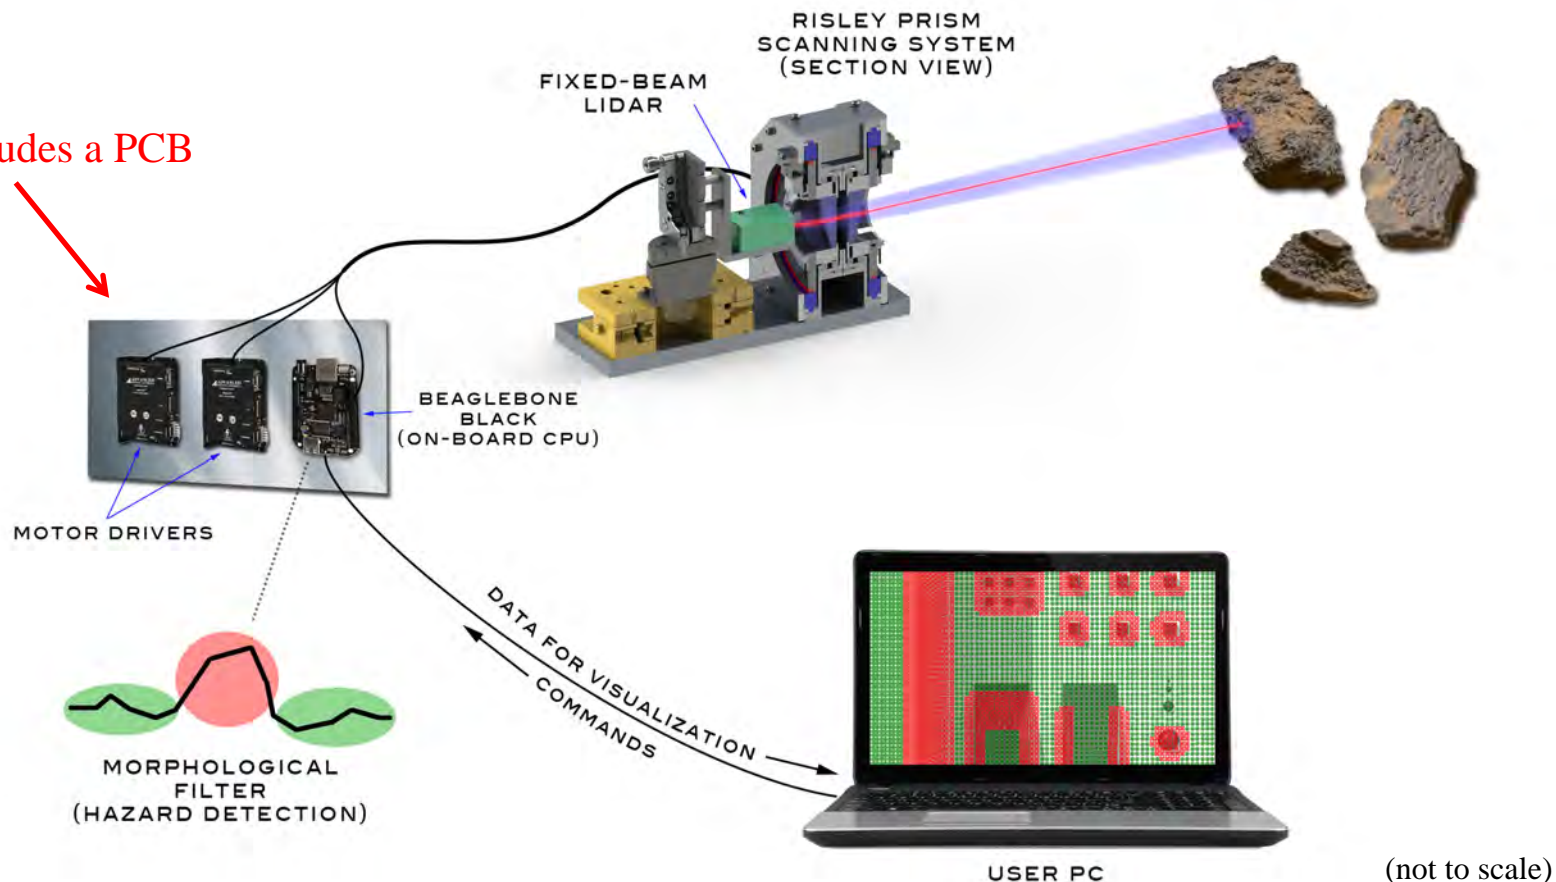 RISLEY PRISM
SCANNING SYSTEM
(SECTION VIEW)
FIXED-BEAM
LIDAR
udes a PCB
BEAGLEBONE
BLACK
(ON-BOARD CPU)
MOTOR DRIVERS
DATA FOR VISUALIZATION
COMMANDS
MORPHOLOGICAL
FILTER
(HAZARD DETECTION)
USER PC
(not to scale)